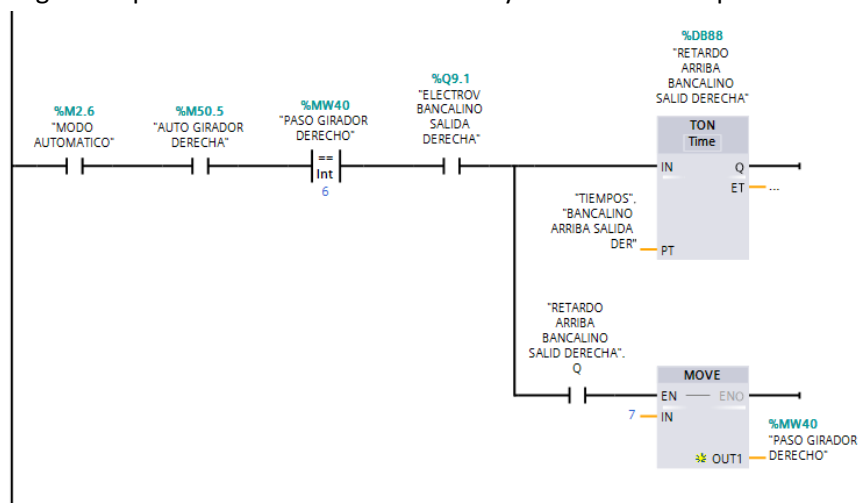 %DB88
"RETARDO
ARRIBA
BANCALINO
SALID DERECHA"
%M2.6
"MODO
AUTOMATICO"
%M50.5
"AUTO GIRADOR
DERECHA"
%MW40
"PASO GIRADOR
DERECHO"
==
Int
6
%Q9.1
"ELECTROV
BANCALINO
SALIDA
DERECHA"
TON
Time
IN
Q
ET
...
"TIEMPOS".
"BANCALINO
ARRIBA SALIDA
DER"
PT
"RETARDO
ARRIBA
BANCALINO
SALID DERECHA".
Q
MOVE
EN
ENO
7
IN
OUT1
%MW40
"PASO GIRADOR
DERECHO"